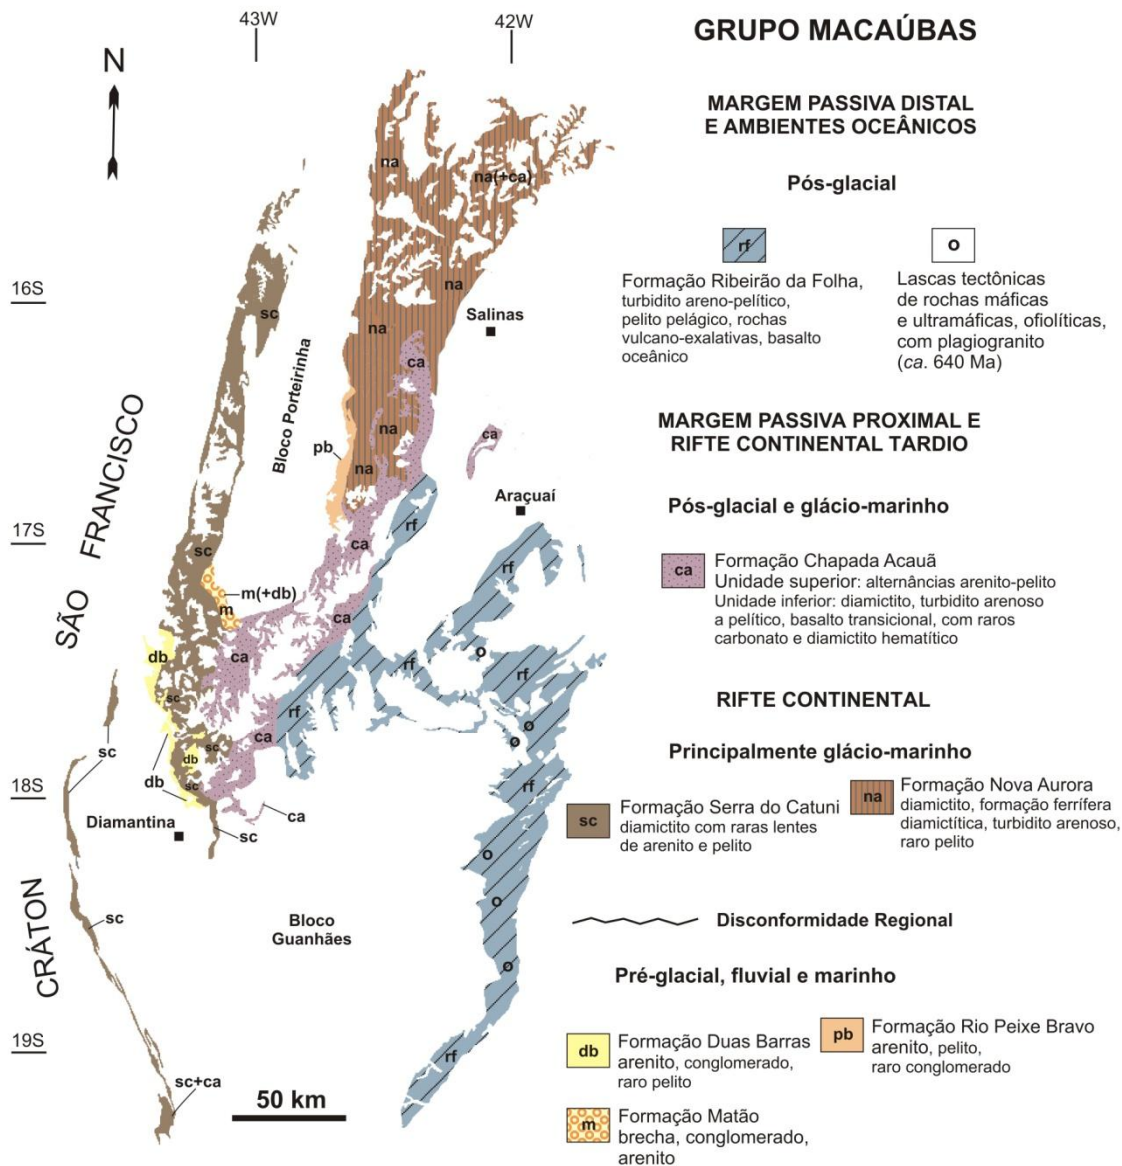 43W
42W
N
16S
17S
18S
19S
SÃO FRANCISCO
CRÁTON
Bloco Porteirinha
Bloco
Guanhães
Salinas
Araçuaí
Diamantina
na
na(+ca)
na
sc
na
ca
na
ca
pb
na
rf
sc
ca
rf
m(+db)
m
ca
db
ca
o
rf
rf
sc
rf
ø
sc
sc
ca
o
db
db
sc
rf
ca
sc
o
o
sc
ø
rf
sc+ca
50 km
GRUPO MACAÚBAS
MARGEM PASSIVA DISTAL
E AMBIENTES OCEÂNICOS
Pós-glacial
rf
Formação Ribeirão da Folha,
turbidito areno-pelítico,
pelito pelágico, rochas
vulcano-exalativas, basalto
oceânico
o
Lascas tectônicas
de rochas máficas
e ultramáficas, ofiolíticas,
com plagiogranito
(ca. 640 Ma)
MARGEM PASSIVA PROXIMAL E
RIFTE CONTINENTAL TARDIO
Pós-glacial e glácio-marinho
ca
Formação Chapada Acauã
Unidade superior: alternâncias arenito-pelito
Unidade inferior: diamictito, turbidito arenoso
a pelítico, basalto transicional, com raros
carbonato e diamictito hematítico
RIFTE CONTINENTAL
Principalmente glácio-marinho
sc
Formação Serra do Catuni
diamictito com raras lentes
de arenito e pelito
na
Formação Nova Aurora
diamictito, formação ferrífera
diamictítica, turbidito arenoso,
raro pelito
Disconformidade Regional
Pré-glacial, fluvial e marinho
db
Formação Duas Barras
arenito, conglomerado,
raro pelito
pb
Formação Rio Peixe Bravo
arenito, pelito,
raro conglomerado
m
Formação Matão
brecha, conglomerado,
arenito